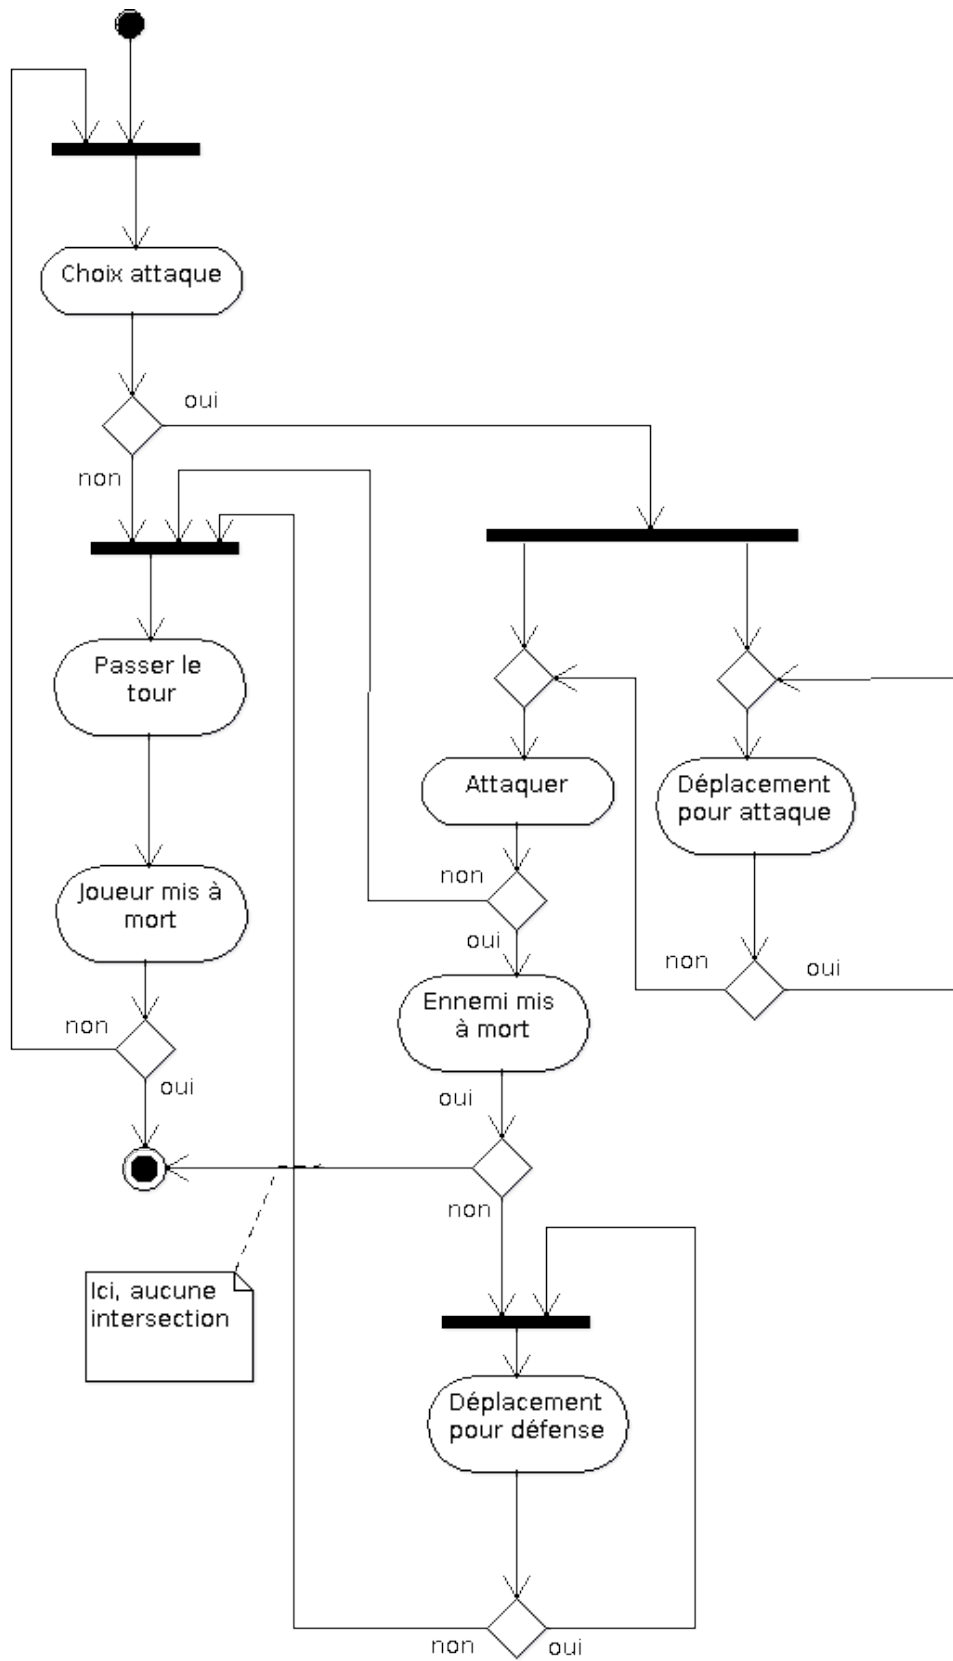 Choix attaque
oui
non
Passer le
tour
Attaquer
Déplacement
pour attaque
non
oui
Joueur mis à
mort
non
oui
Ennemi mis
à mort
non
oui
oui
non
Ici, aucune
intersection
Déplacement
pour défense
non
oui